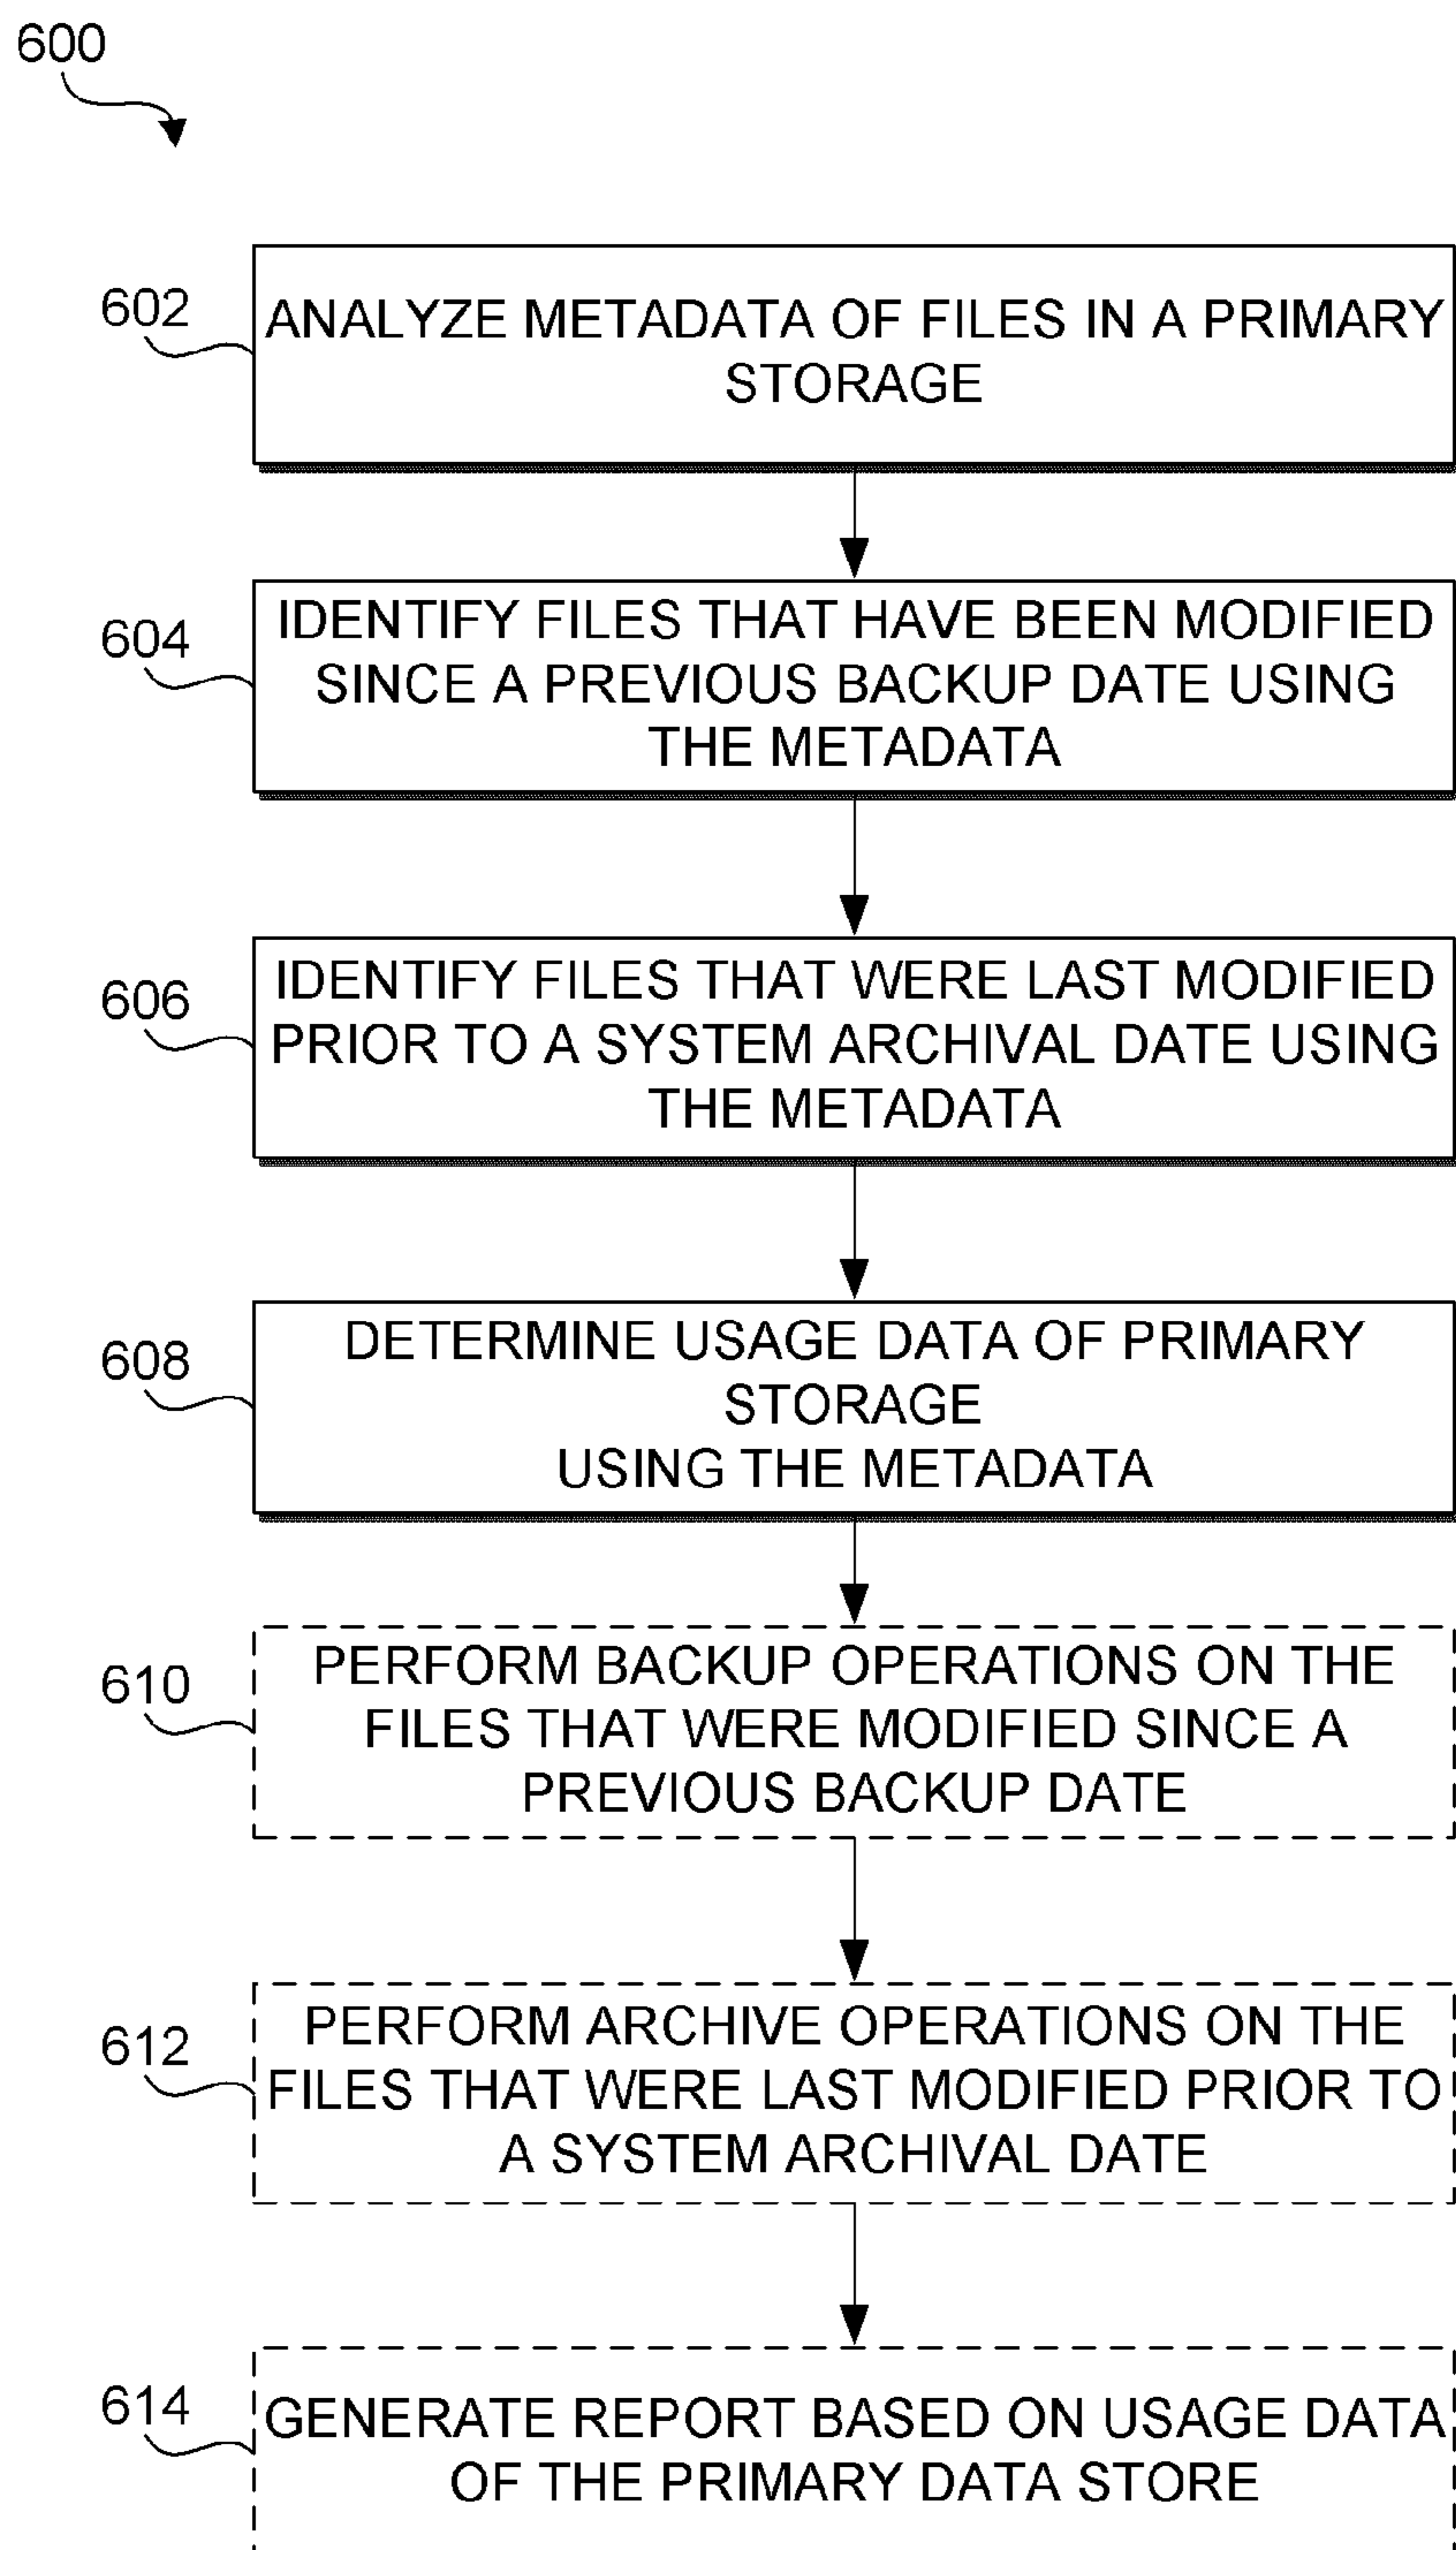 600
602
ANALYZE METADATA OF FILES IN A PRIMARY
STORAGE
604
IDENTIFY FILES THAT HAVE BEEN MODIFIED
SINCE A PREVIOUS BACKUP DATE USING
THE METADATA
606
IDENTIFY FILES THAT WERE LAST MODIFIED
PRIOR TO A SYSTEM ARCHIVAL DATE USING
THE METADATA
608
DETERMINE USAGE DATA OF PRIMARY
STORAGE
USING THE METADATA
610
PERFORM BACKUP OPERATIONS ON THE
FILES THAT WERE MODIFIED SINCE A
PREVIOUS BACKUP DATE
612
PERFORM ARCHIVE OPERATIONS ON THE
FILES THAT WERE LAST MODIFIED PRIOR TO
A SYSTEM ARCHIVAL DATE
614
GENERATE REPORT BASED ON USAGE DATA
OF THE PRIMARY DATA STORE